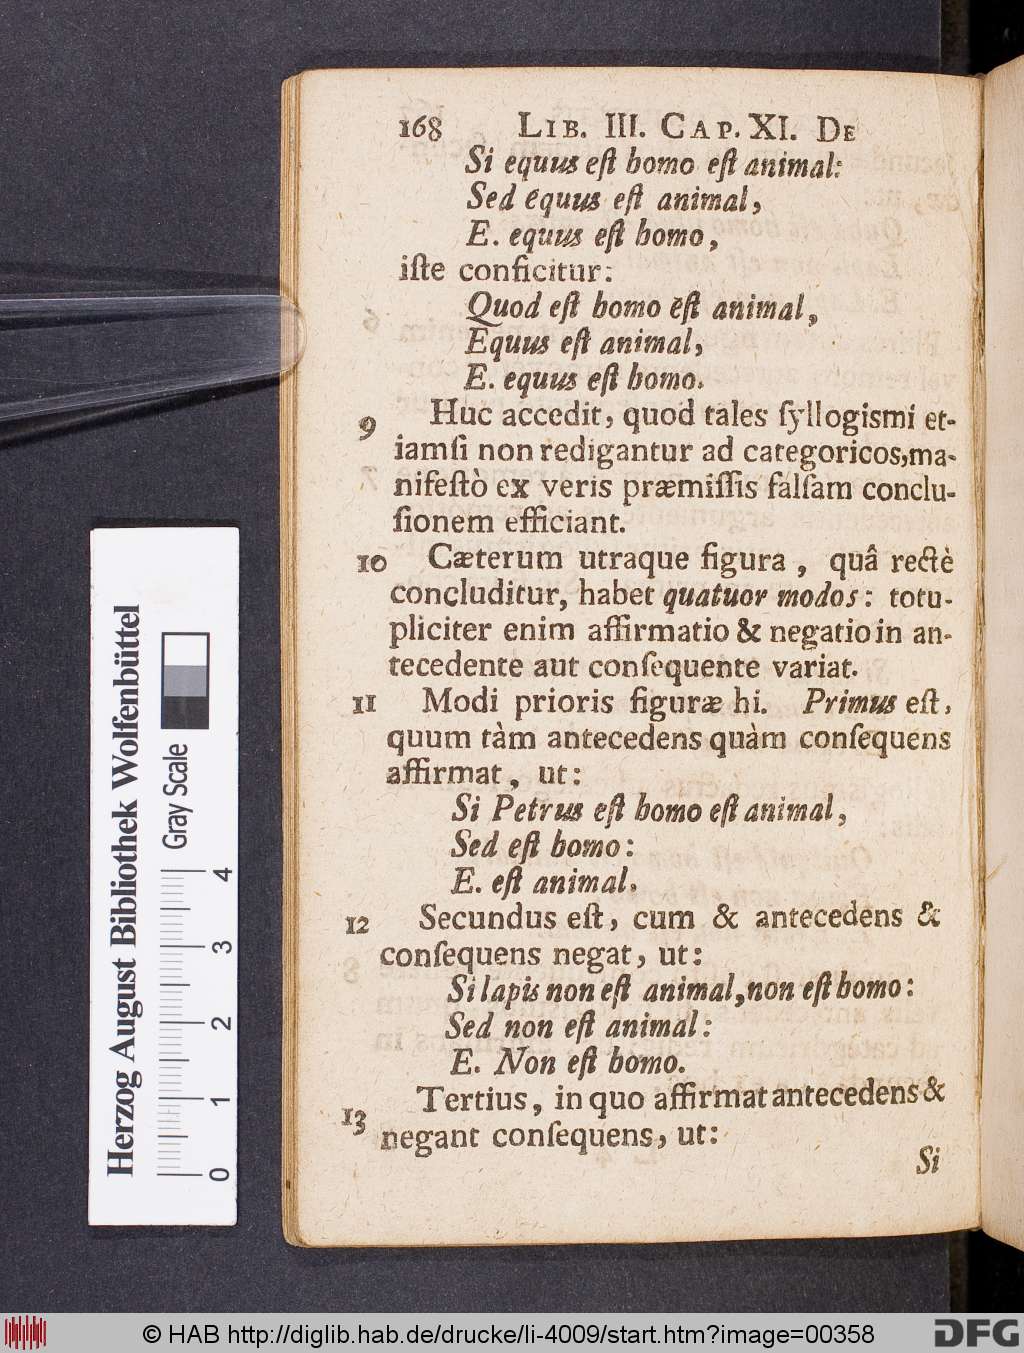 168 LIB. III. CAP. XI. DE
Si equus eſt homo eſt animal:
Sed equus eſt animal,
E. equus eſt homo,
iſte conficitur:
Quod eſt homo eſt animal,
Equus eſt animal,
E. equus eſt homo.
9 Huc accedit, quod tales ſyllogismi et-
iamſi non redigantur ad categoricos, ma-
nifeſtò ex veris præmiſſis falſam conclu-
ſionem efficiant.
10 Cæterum utraque figura, quâ rectè
concluditur, habet quatuor modos: totu-
pliciter enim affirmatio & negatio in an-
tecedente aut conſequente variat.
11 Modi prioris figuræ hi. Primus eſt,
quum tàm antecedens quàm conſequens
affirmat, ut:
Si Petrus eſt homo eſt animal,
Sed eſt homo:
E. eſt animal.
12 Secundus eſt, cum & antecedens &
conſequens negat, ut:
Si lapis non eſt animal, non eſt homo:
Sed non eſt animal:
E. Non eſt homo.
13 Tertius, in quo affirmat antecedens &
negant conſequens, ut:
Si
Herzog August Bibliothek Wolfenbüttel
Gray Scale
0 1 2 3 4
© HAB http://diglib.hab.de/drucke/li-4009/start.htm?image=00358
DFG